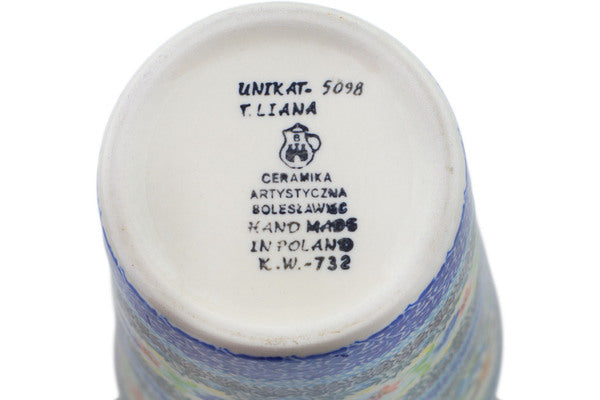 UNIKAT- 5098
T. LIANA
B
CERAMIKA
ARTYSTYCZNA
BOLESŁAWIEC
HAND MADE
IN POLAND
K.W.-732